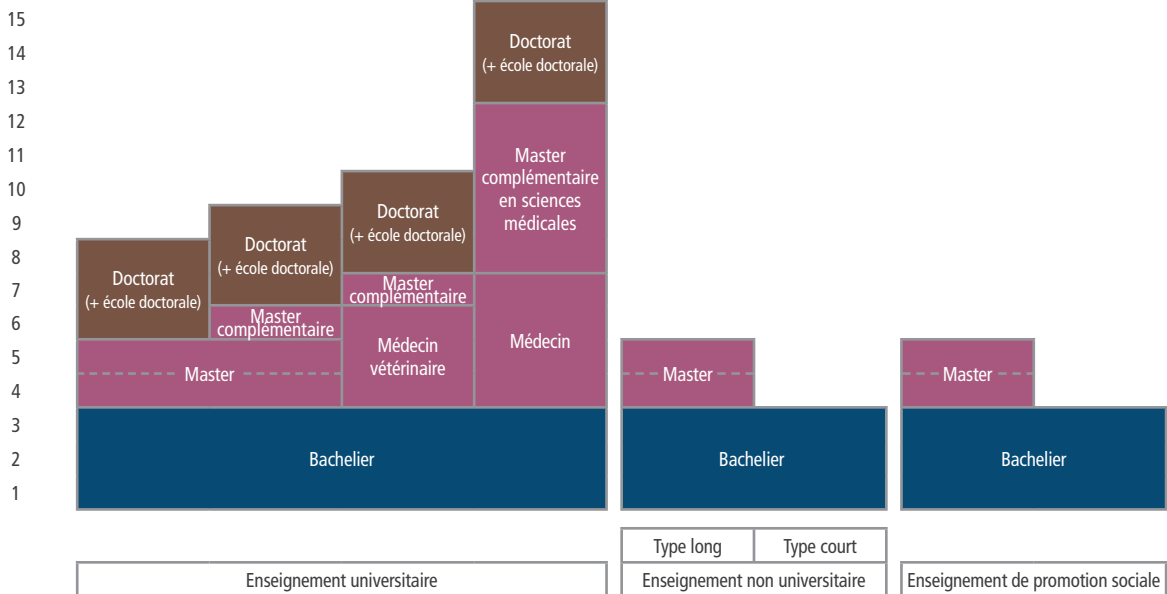 15
14
13
12
11
10
9
8
7
6
5
4
3
2
1
Doctorat
(+ école doctorale)
Master
complémentaire
en sciences
médicales
Doctorat
(+ école doctorale)
Doctorat
(+ école doctorale)
Doctorat
(+ école doctorale)
Master
complémentaire
Master
complémentaire
Médecin
vétérinaire
Médecin
Master
Master
Master
Bachelier
Bachelier
Bachelier
Type long
Type court
Enseignement universitaire
Enseignement non universitaire
Enseignement de promotion sociale